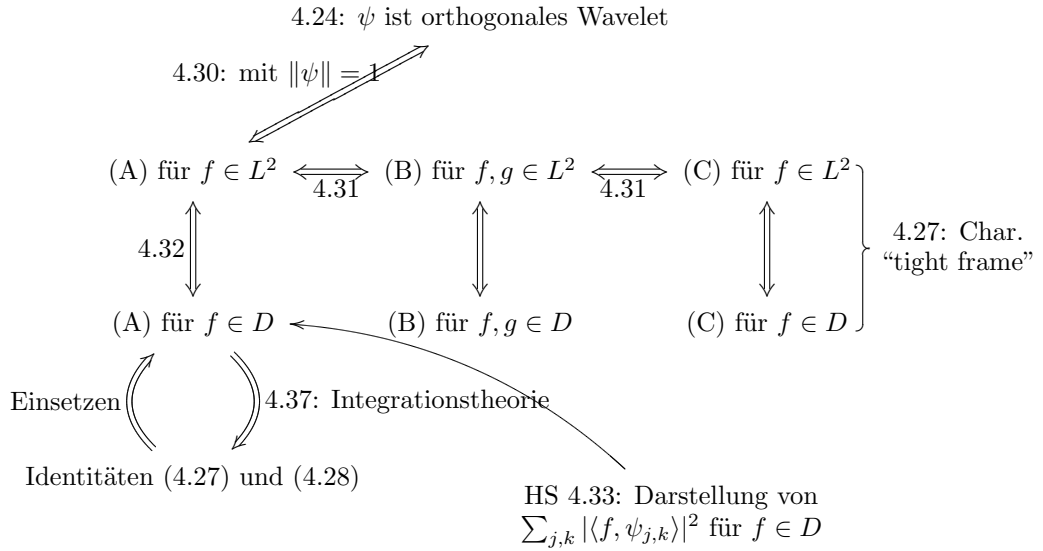 4.24: ψ ist orthogonales Wavelet
4.30: mit ‖ψ‖ = 1
(A) für f ∈ L² ⟺ (B) für f, g ∈ L² ⟺ (C) für f ∈ L²
4.31 4.31
4.27: Char.
“tight frame”
4.32
(A) für f ∈ D (B) für f, g ∈ D (C) für f ∈ D
Einsetzen 4.37: Integrationstheorie
Identitäten (4.27) und (4.28)
HS 4.33: Darstellung von
∑_{j,k} |⟨f, ψ_{j,k}⟩|² für f ∈ D